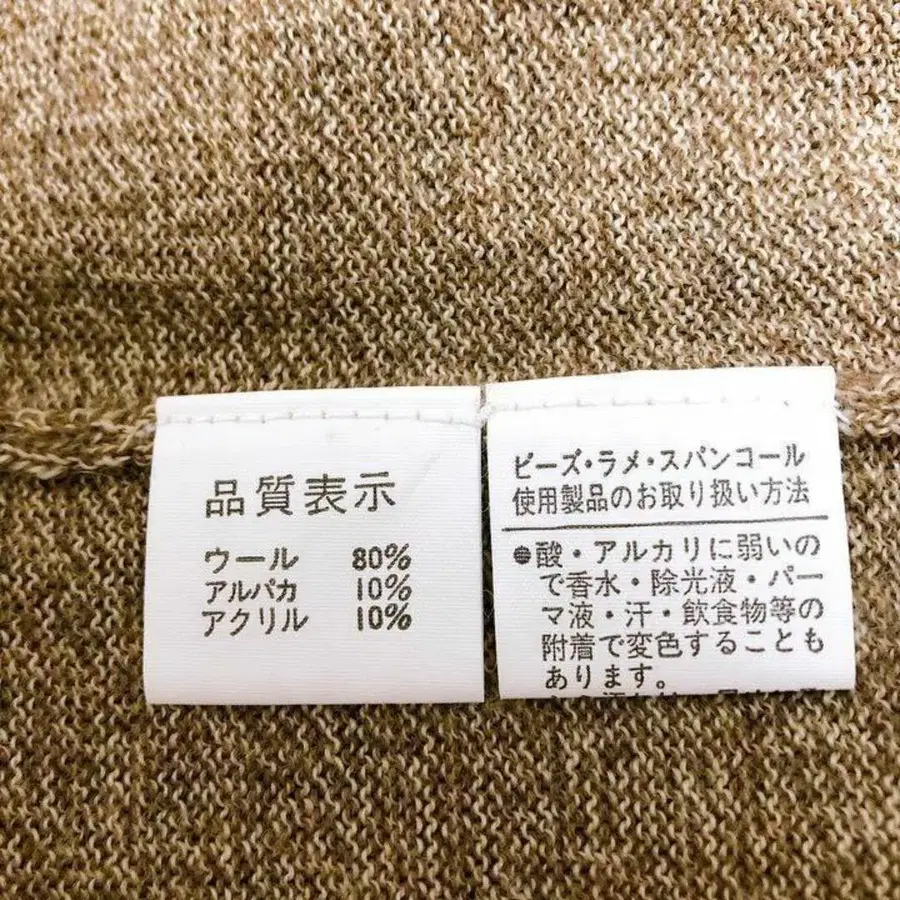 品質表示
ウール 80%
アルパカ 10%
アクリル 10%
ビーズ・ラメ・スパンコール
使用製品のお取り扱い方法
●酸・アルカリに弱いの
で香水・除光液・パー
マ液・汗・飲食物等の
附着で変色することも
あります。